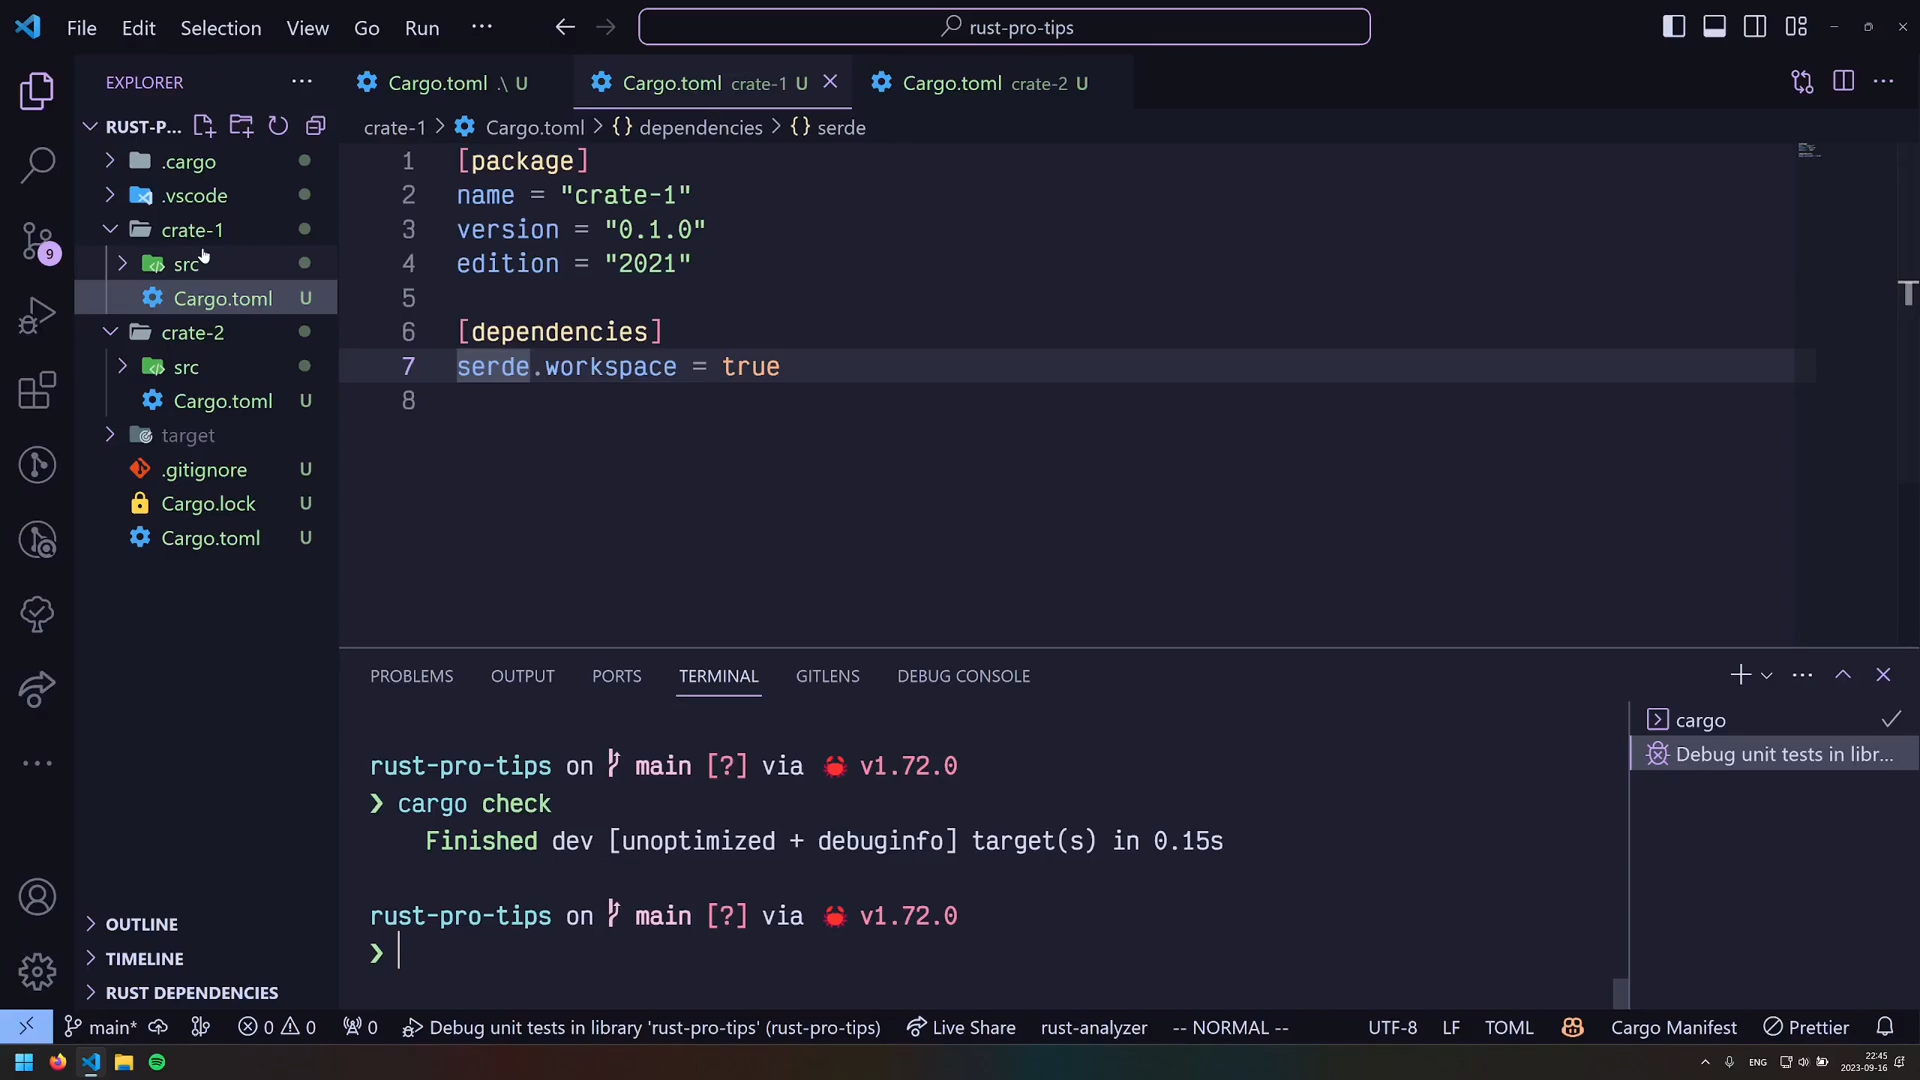 File Edit Selection View Go Run ...
rust-pro-tips
EXPLORER
RUST-P...
.cargo
.vscode
crate-1
src
Cargo.toml U
crate-2
src
Cargo.toml U
target
.gitignore U
Cargo.lock U
Cargo.toml U
OUTLINE
TIMELINE
RUST DEPENDENCIES
9
Cargo.toml .\ U
Cargo.toml crate-1 U
Cargo.toml crate-2 U
crate-1 > Cargo.toml > {} dependencies > {} serde
1 [package]
2 name = "crate-1"
3 version = "0.1.0"
4 edition = "2021"
5
6 [dependencies]
7 serde.workspace = true
8
PROBLEMS OUTPUT PORTS TERMINAL GITLENS DEBUG CONSOLE
rust-pro-tips on main [?] via v1.72.0
❯ cargo check
Finished dev [unoptimized + debuginfo] target(s) in 0.15s
rust-pro-tips on main [?] via v1.72.0
❯
cargo
Debug unit tests in libr...
main* 0 0 0 Debug unit tests in library 'rust-pro-tips' (rust-pro-tips) Live Share rust-analyzer -- NORMAL -- UTF-8 LF TOML Cargo Manifest Prettier
ENG
22:45
2023-09-16